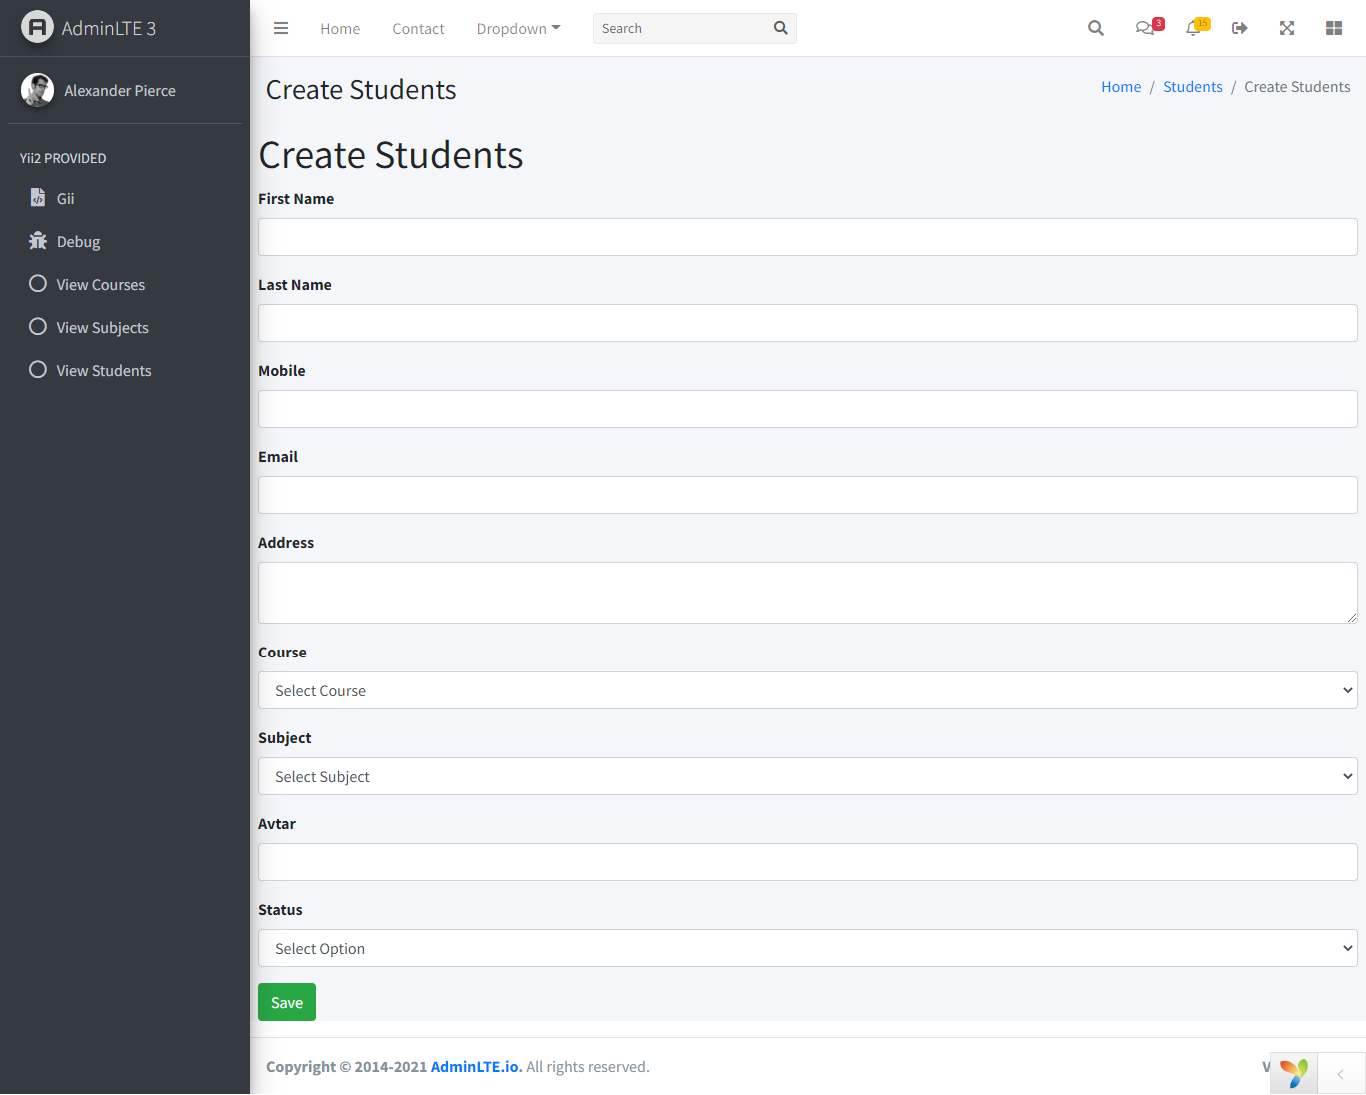 AdminLTE 3
Home
Contact
Dropdown
Search
3
15
Alexander Pierce
Yii2 PROVIDED
Gii
Debug
View Courses
View Subjects
View Students
Create Students
Home / Students / Create Students
Create Students
First Name
Last Name
Mobile
Email
Address
Course
Select Course
Subject
Select Subject
Avtar
Status
Select Option
Save
Copyright © 2014-2021 AdminLTE.io. All rights reserved.